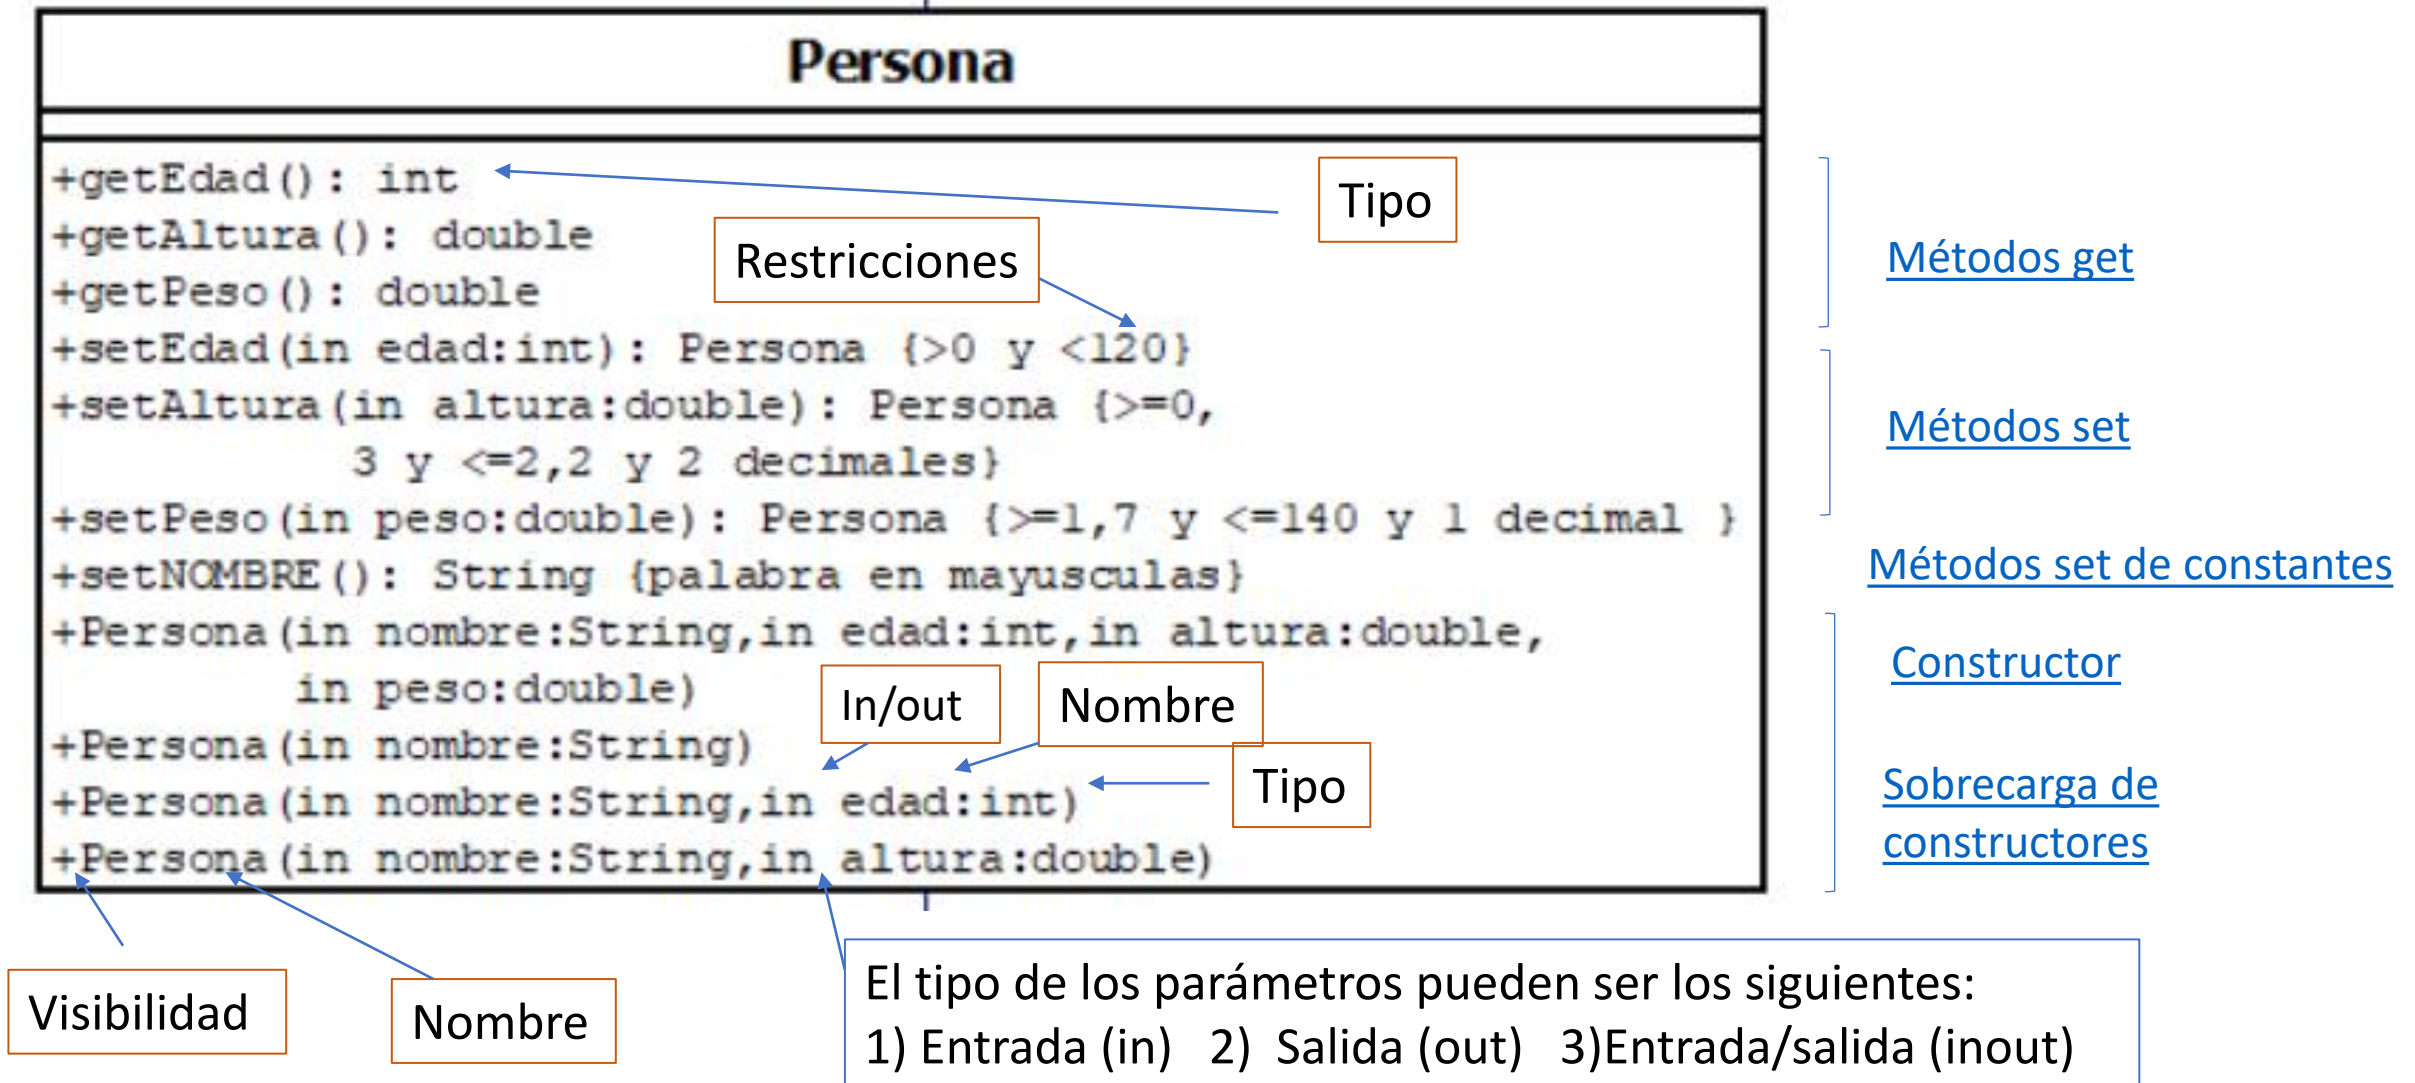 Persona
+getEdad(): int
Tipo
+getAltura(): double
Restricciones
Métodos get
+getPeso(): double
+setEdad(in edad:int): Persona {>0 y <120}
+setAltura(in altura:double): Persona {>=0,
3 y <=2,2 y 2 decimales}
Métodos set
+setPeso(in peso:double): Persona {>=1,7 y <=140 y 1 decimal }
+setNOMBRE(): String {palabra en mayusculas}
Métodos set de constantes
+Persona(in nombre:String,in edad:int,in altura:double,
in peso:double)
Constructor
In/out
Nombre
+Persona(in nombre:String)
Tipo
+Persona(in nombre:String,in edad:int)
+Persona(in nombre:String,in altura:double)
Sobrecarga de
constructores
Visibilidad
Nombre
El tipo de los parámetros pueden ser los siguientes:
1) Entrada (in) 2) Salida (out) 3)Entrada/salida (inout)